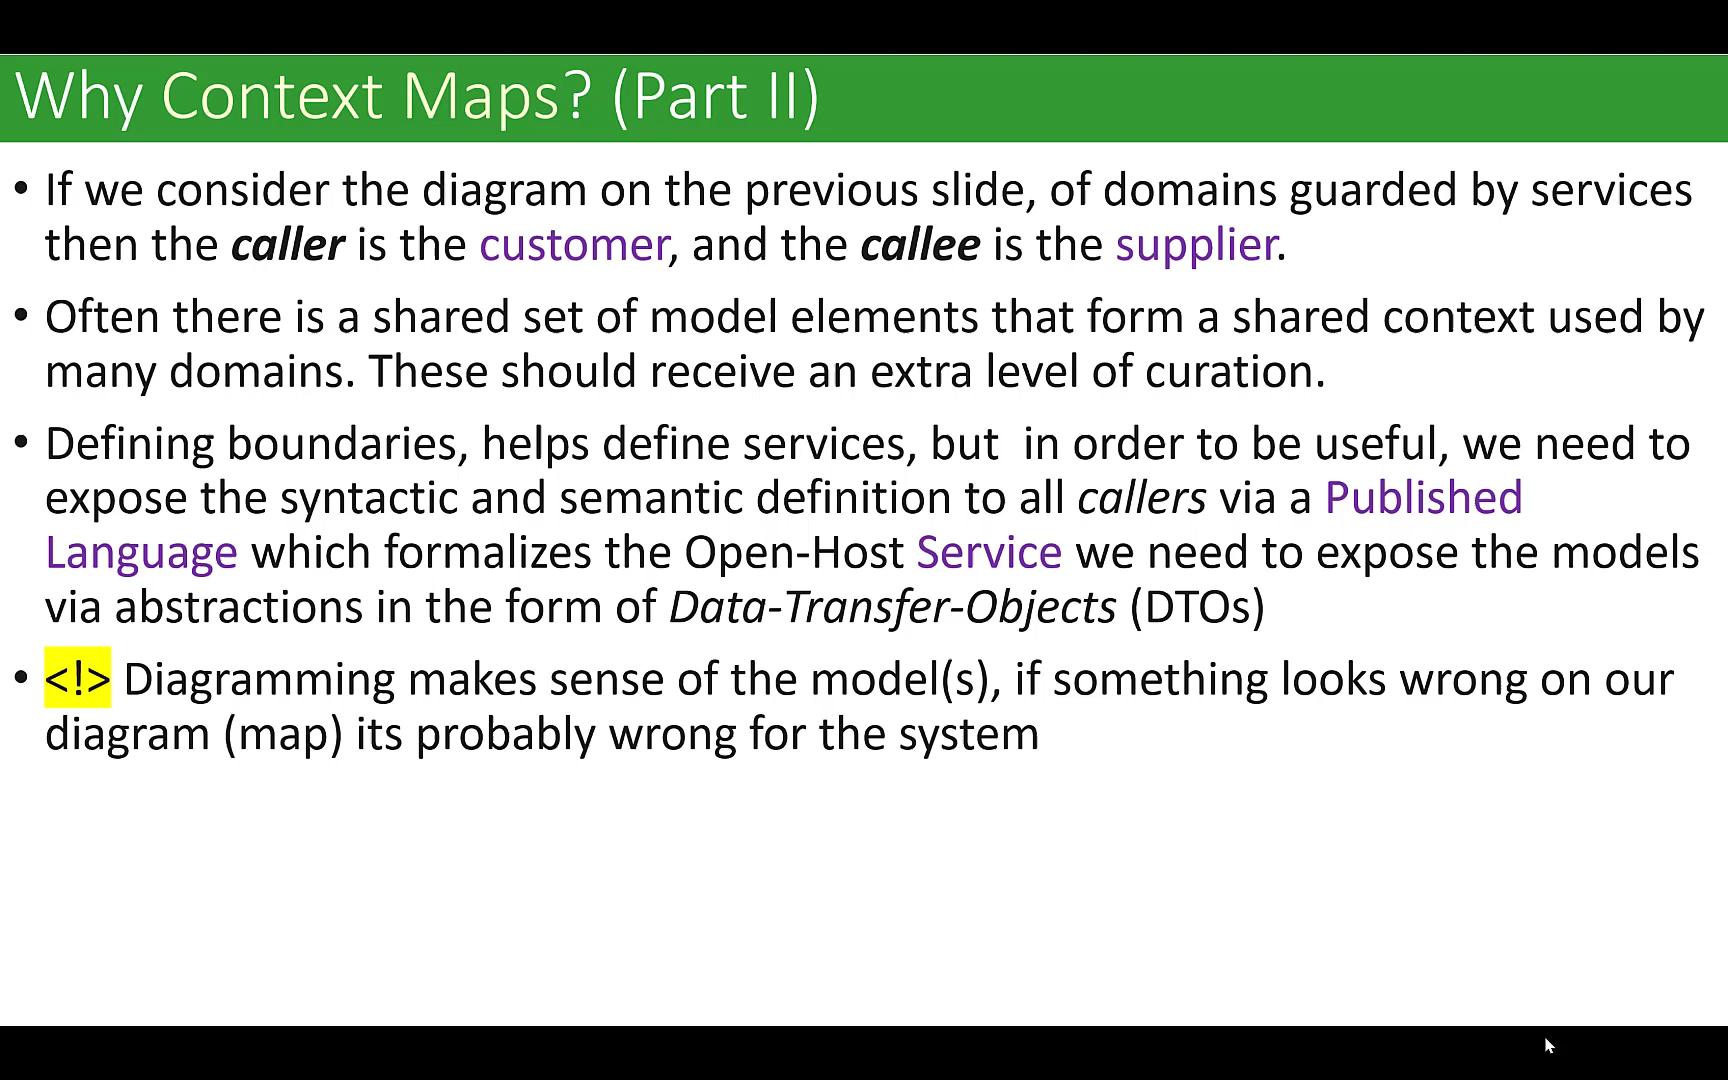 Why Context Maps? (Part II)
• If we consider the diagram on the previous slide, of domains guarded by services
then the caller is the customer, and the callee is the supplier.
• Often there is a shared set of model elements that form a shared context used by
many domains. These should receive an extra level of curation.
• Defining boundaries, helps define services, but  in order to be useful, we need to
expose the syntactic and semantic definition to all callers via a Published
Language which formalizes the Open-Host Service we need to expose the models
via abstractions in the form of Data-Transfer-Objects (DTOs)
• <!> Diagramming makes sense of the model(s), if something looks wrong on our
diagram (map) its probably wrong for the system